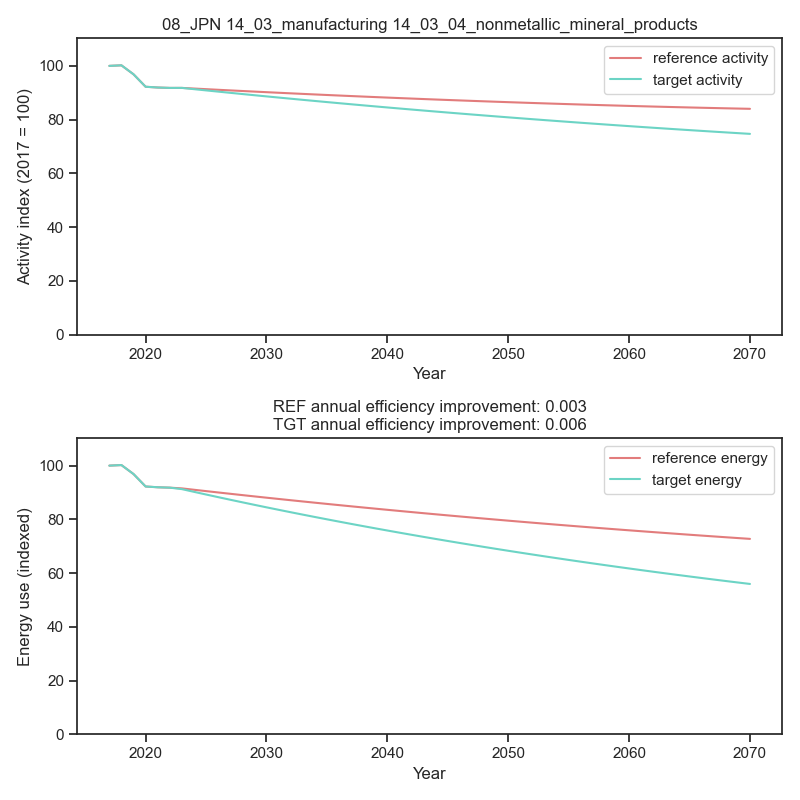 08_JPN 14_03_manufacturing 14_03_04_nonmetallic_mineral_products
reference activity
target activity
Activity index (2017 = 100)
100
80
60
40
20
0
2020 2030 2040 2050 2060 2070
Year
REF annual efficiency improvement: 0.003
TGT annual efficiency improvement: 0.006
reference energy
target energy
Energy use (indexed)
100
80
60
40
20
0
2020 2030 2040 2050 2060 2070
Year